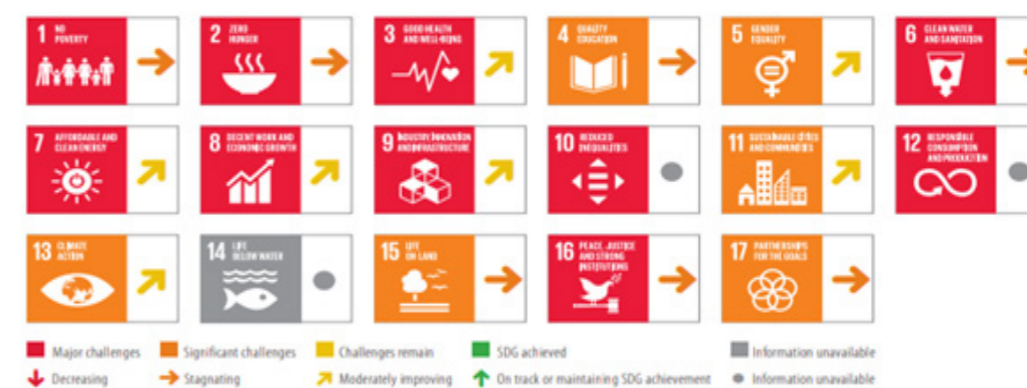 1 NO
POVERTY
2 ZERO
HUNGER
3 GOOD HEALTH
AND WELL-BEING
4 QUALITY
EDUCATION
5 GENDER
EQUALITY
6 CLEAN WATER
AND SANITATION
7 AFFORDABLE AND
CLEAN ENERGY
8 DECENT WORK AND
ECONOMIC GROWTH
9 INDUSTRY, INNOVATION
AND INFRASTRUCTURE
10 REDUCED
INEQUALITIES
11 SUSTAINABLE CITIES
AND COMMUNITIES
12 RESPONSIBLE
CONSUMPTION
AND PRODUCTION
13 CLIMATE
ACTION
14 LIFE
BELOW WATER
15 LIFE
ON LAND
16 PEACE, JUSTICE
AND STRONG
INSTITUTIONS
17 PARTNERSHIPS
FOR THE GOALS
Major challenges Significant challenges Challenges remain SDG achieved Information unavailable
Decreasing Stagnating Moderately improving On track or maintaining SDG achievement Information unavailable